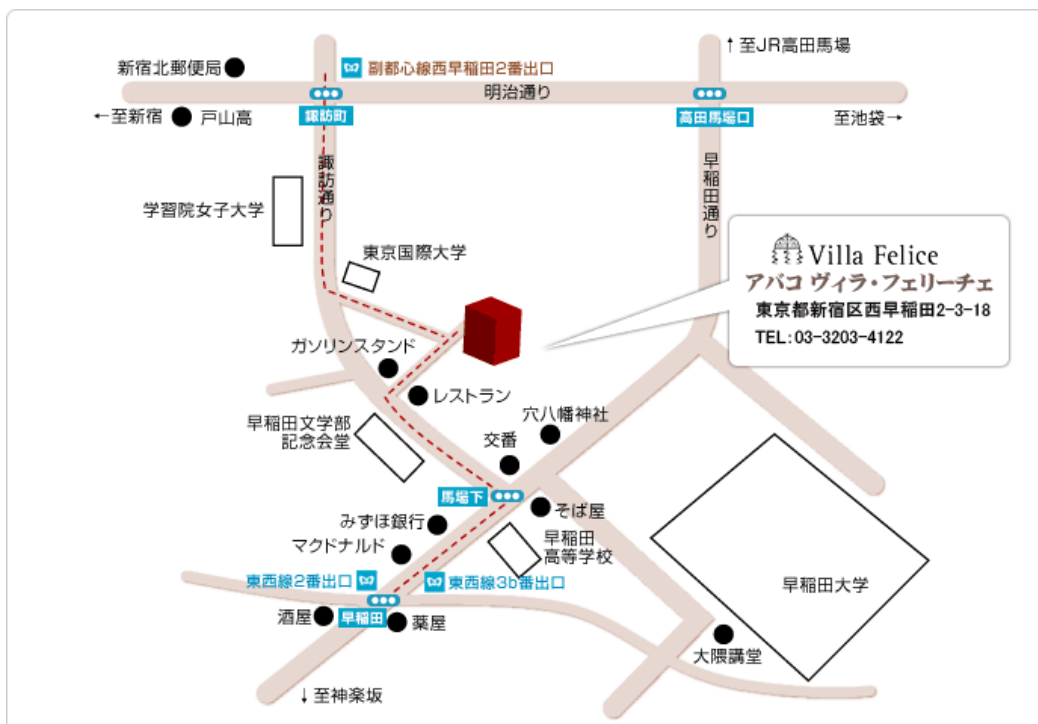 ↑至JR高田馬場
新宿北郵便局
副都心線西早稲田2番出口
明治通り
←至新宿
戸山高
諏訪町
高田馬場口
至池袋→
諏訪通り
早稲田通り
学習院女子大学
東京国際大学
Villa Felice
アバコ ヴィラ・フェリーチェ
東京都新宿区西早稲田2-3-18
TEL:03-3203-4122
ガソリンスタンド
レストラン
穴八幡神社
早稲田文学部
記念会堂
交番
馬場下
そば屋
みずほ銀行
早稲田
高等学校
マクドナルド
東西線2番出口
東西線3b番出口
早稲田大学
酒屋
早稲田
薬屋
大隈講堂
↓至神楽坂